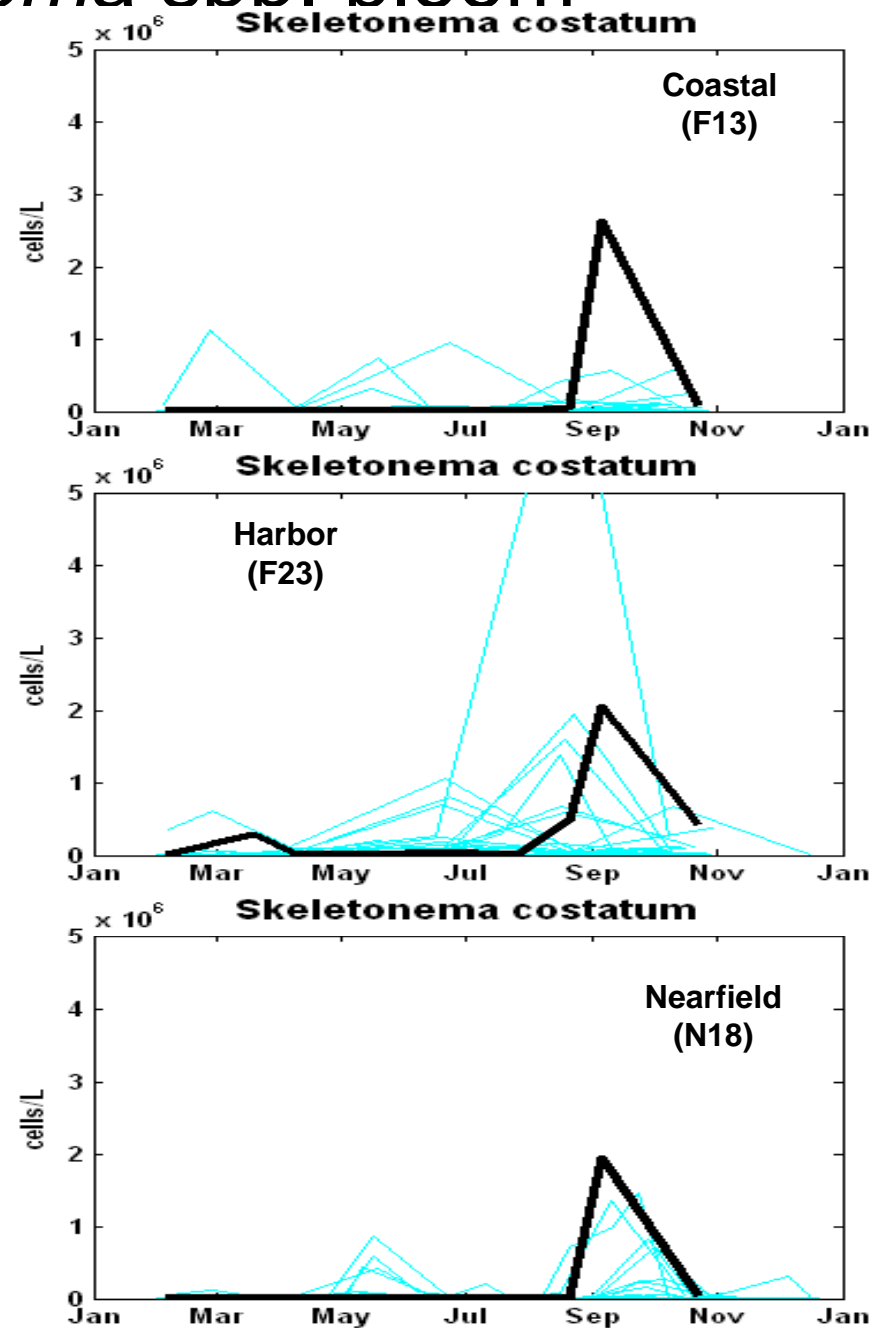 Skeletonema costatum
× 10⁶
5
4
3
2
1
0
cells/L
Coastal
(F13)
Jan Mar May Jul Sep Nov Jan
Skeletonema costatum
× 10⁶
5
4
3
2
1
0
cells/L
Harbor
(F23)
Jan Mar May Jul Sep Nov Jan
Skeletonema costatum
× 10⁶
5
4
3
2
1
0
cells/L
Nearfield
(N18)
Jan Mar May Jul Sep Nov Jan